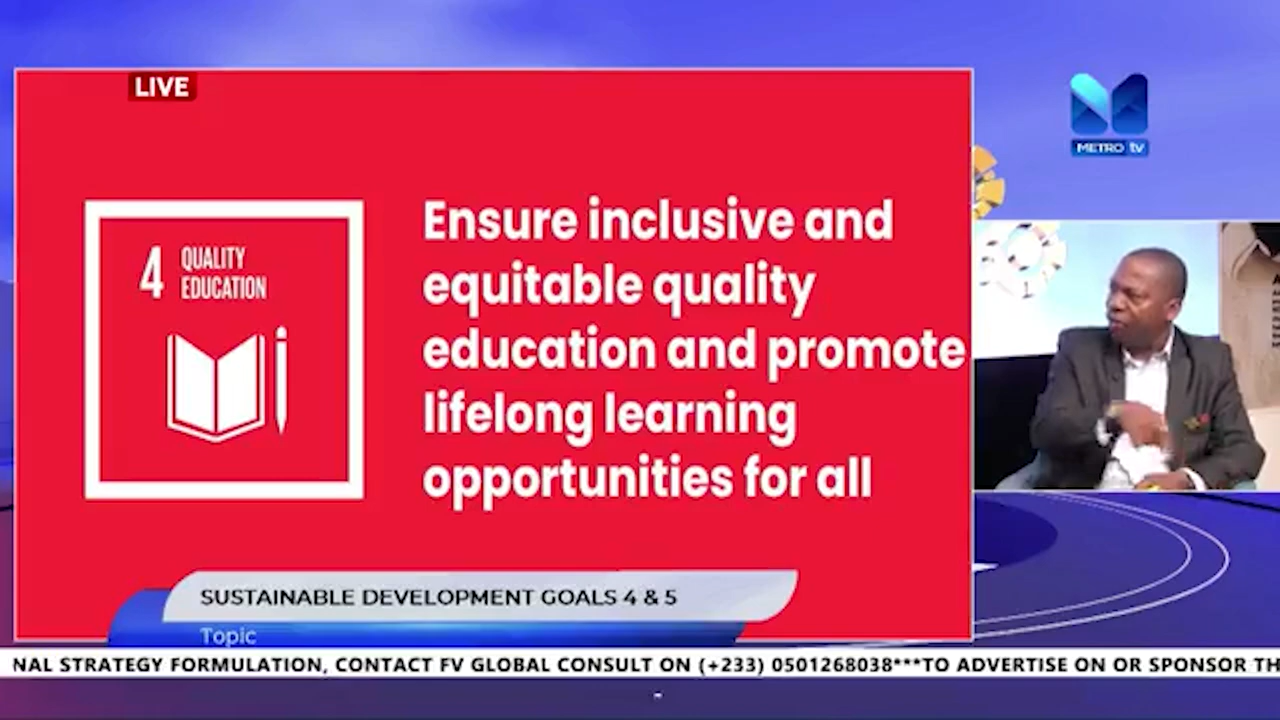 LIVE
METRO tv
4 QUALITY
EDUCATION
Ensure inclusive and
equitable quality
education and promote
lifelong learning
opportunities for all
SUSTAINABLE DEVELOPMENT GOALS 4 & 5
Topic
NAL STRATEGY FORMULATION, CONTACT FV GLOBAL CONSULT ON (+233) 0501268038***TO ADVERTISE ON OR SPONSOR TH
-